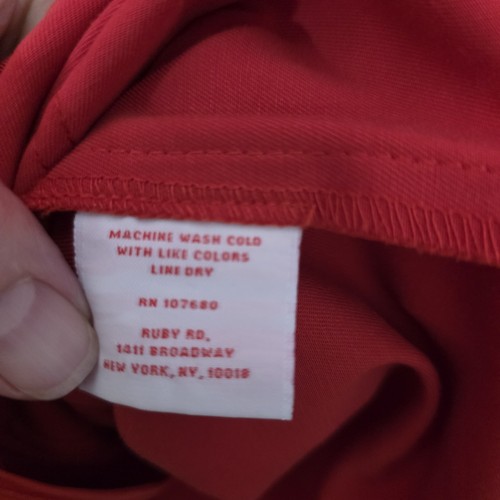 MACHINE WASH COLD
WITH LIKE COLORS
LINE DRY
RN 107680
RUBY RD,
1411 BROADWAY
NEW YORK, NY, 10018